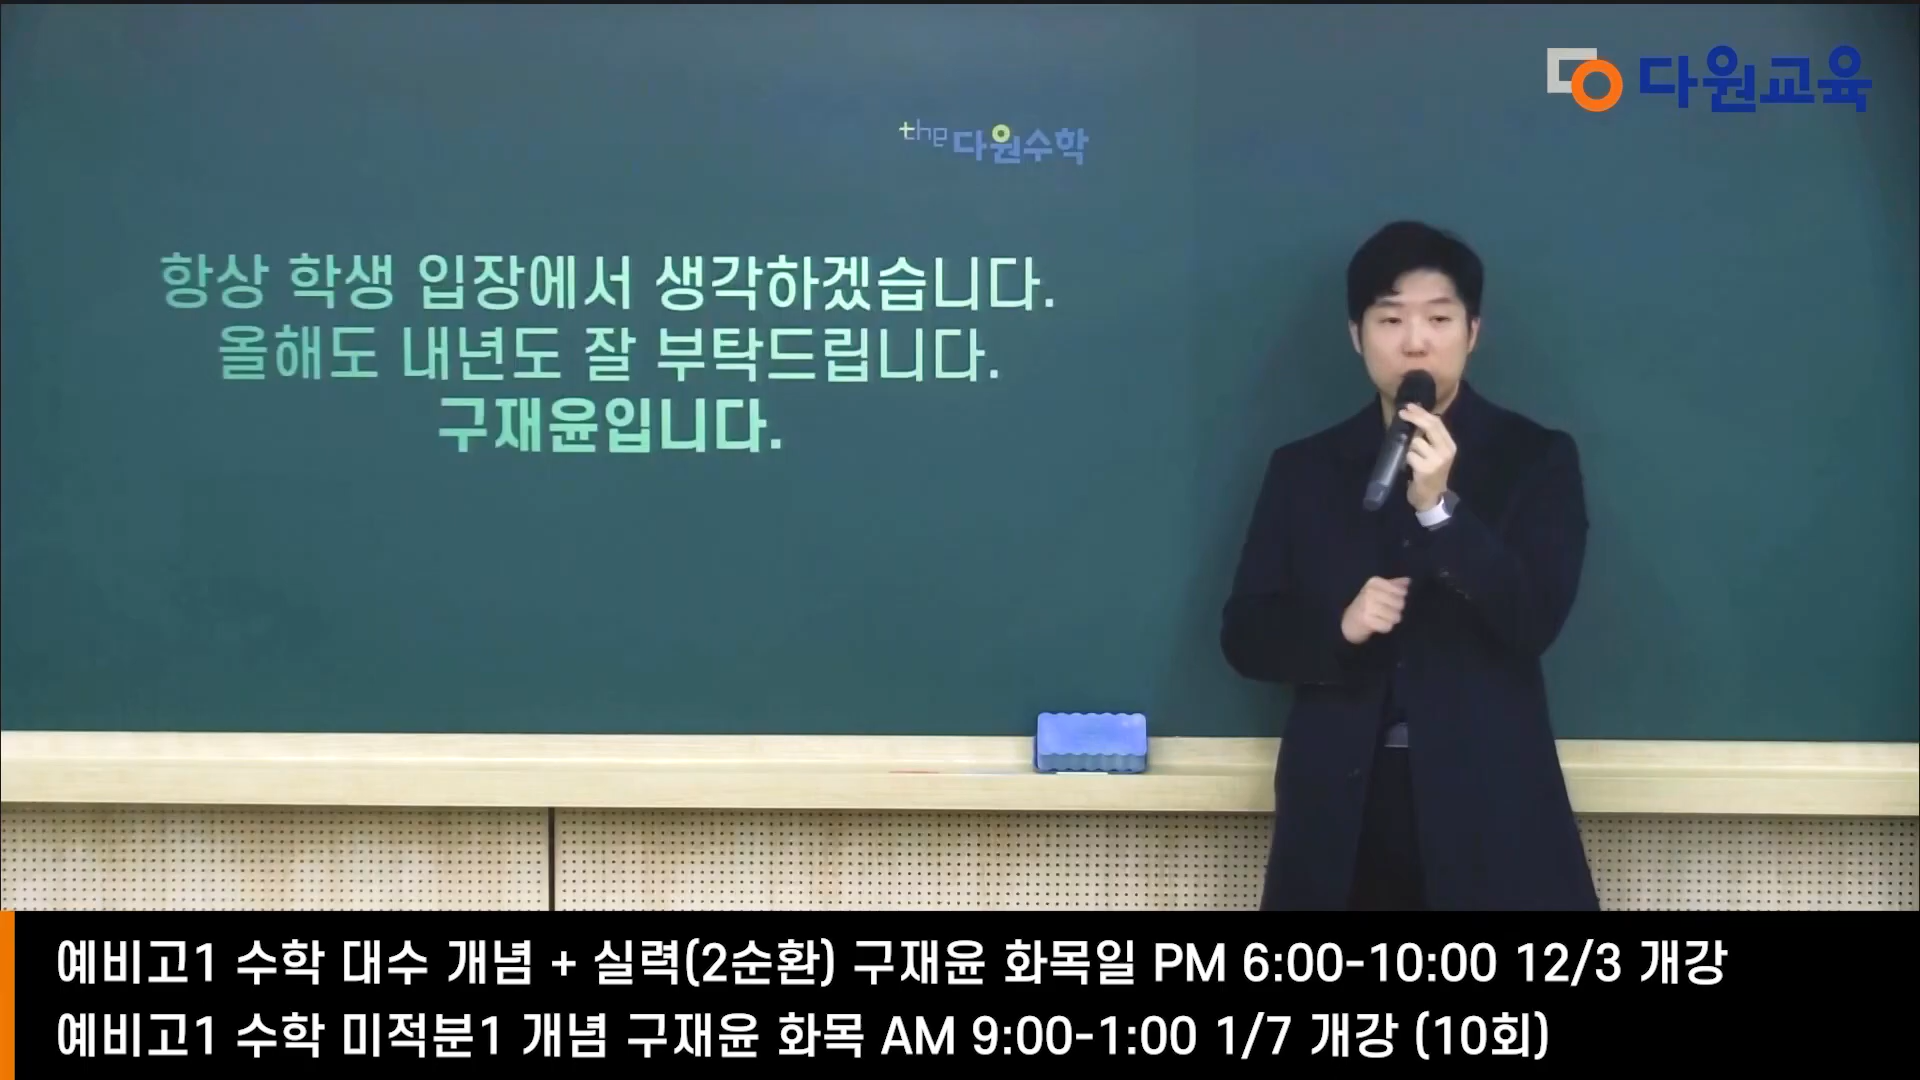 다원교육
the다원수학
항상 학생 입장에서 생각하겠습니다.
올해도 내년도 잘 부탁드립니다.
구재윤입니다.
예비고1 수학 대수 개념 + 실력(2순환) 구재윤 화목일 PM 6:00-10:00 12/3 개강
예비고1 수학 미적분1 개념 구재윤 화목 AM 9:00-1:00 1/7 개강 (10회)